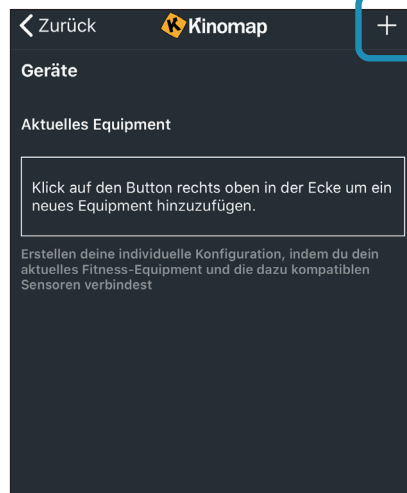 Zurück
Kinomap
+
Geräte
Aktuelles Equipment
Klick auf den Button rechts oben in der Ecke um ein
neues Equipment hinzuzufügen.
Erstellen deine individuelle Konfiguration, indem du dein
aktuelles Fitness-Equipment und die dazu kompatiblen
Sensoren verbindest